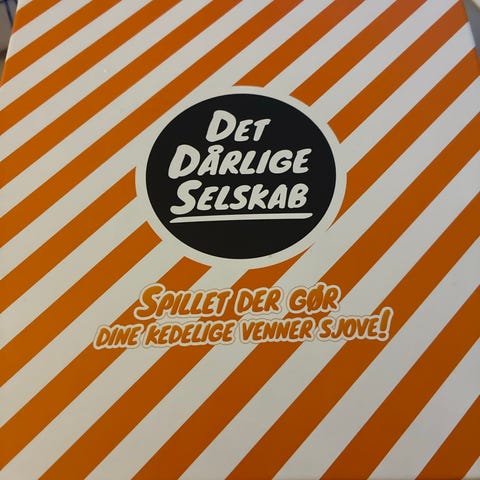 DET
DÅRLIGE
SELSKAB
SPILLET DER GØR
DINE KEDELIGE VENNER SJOVE!